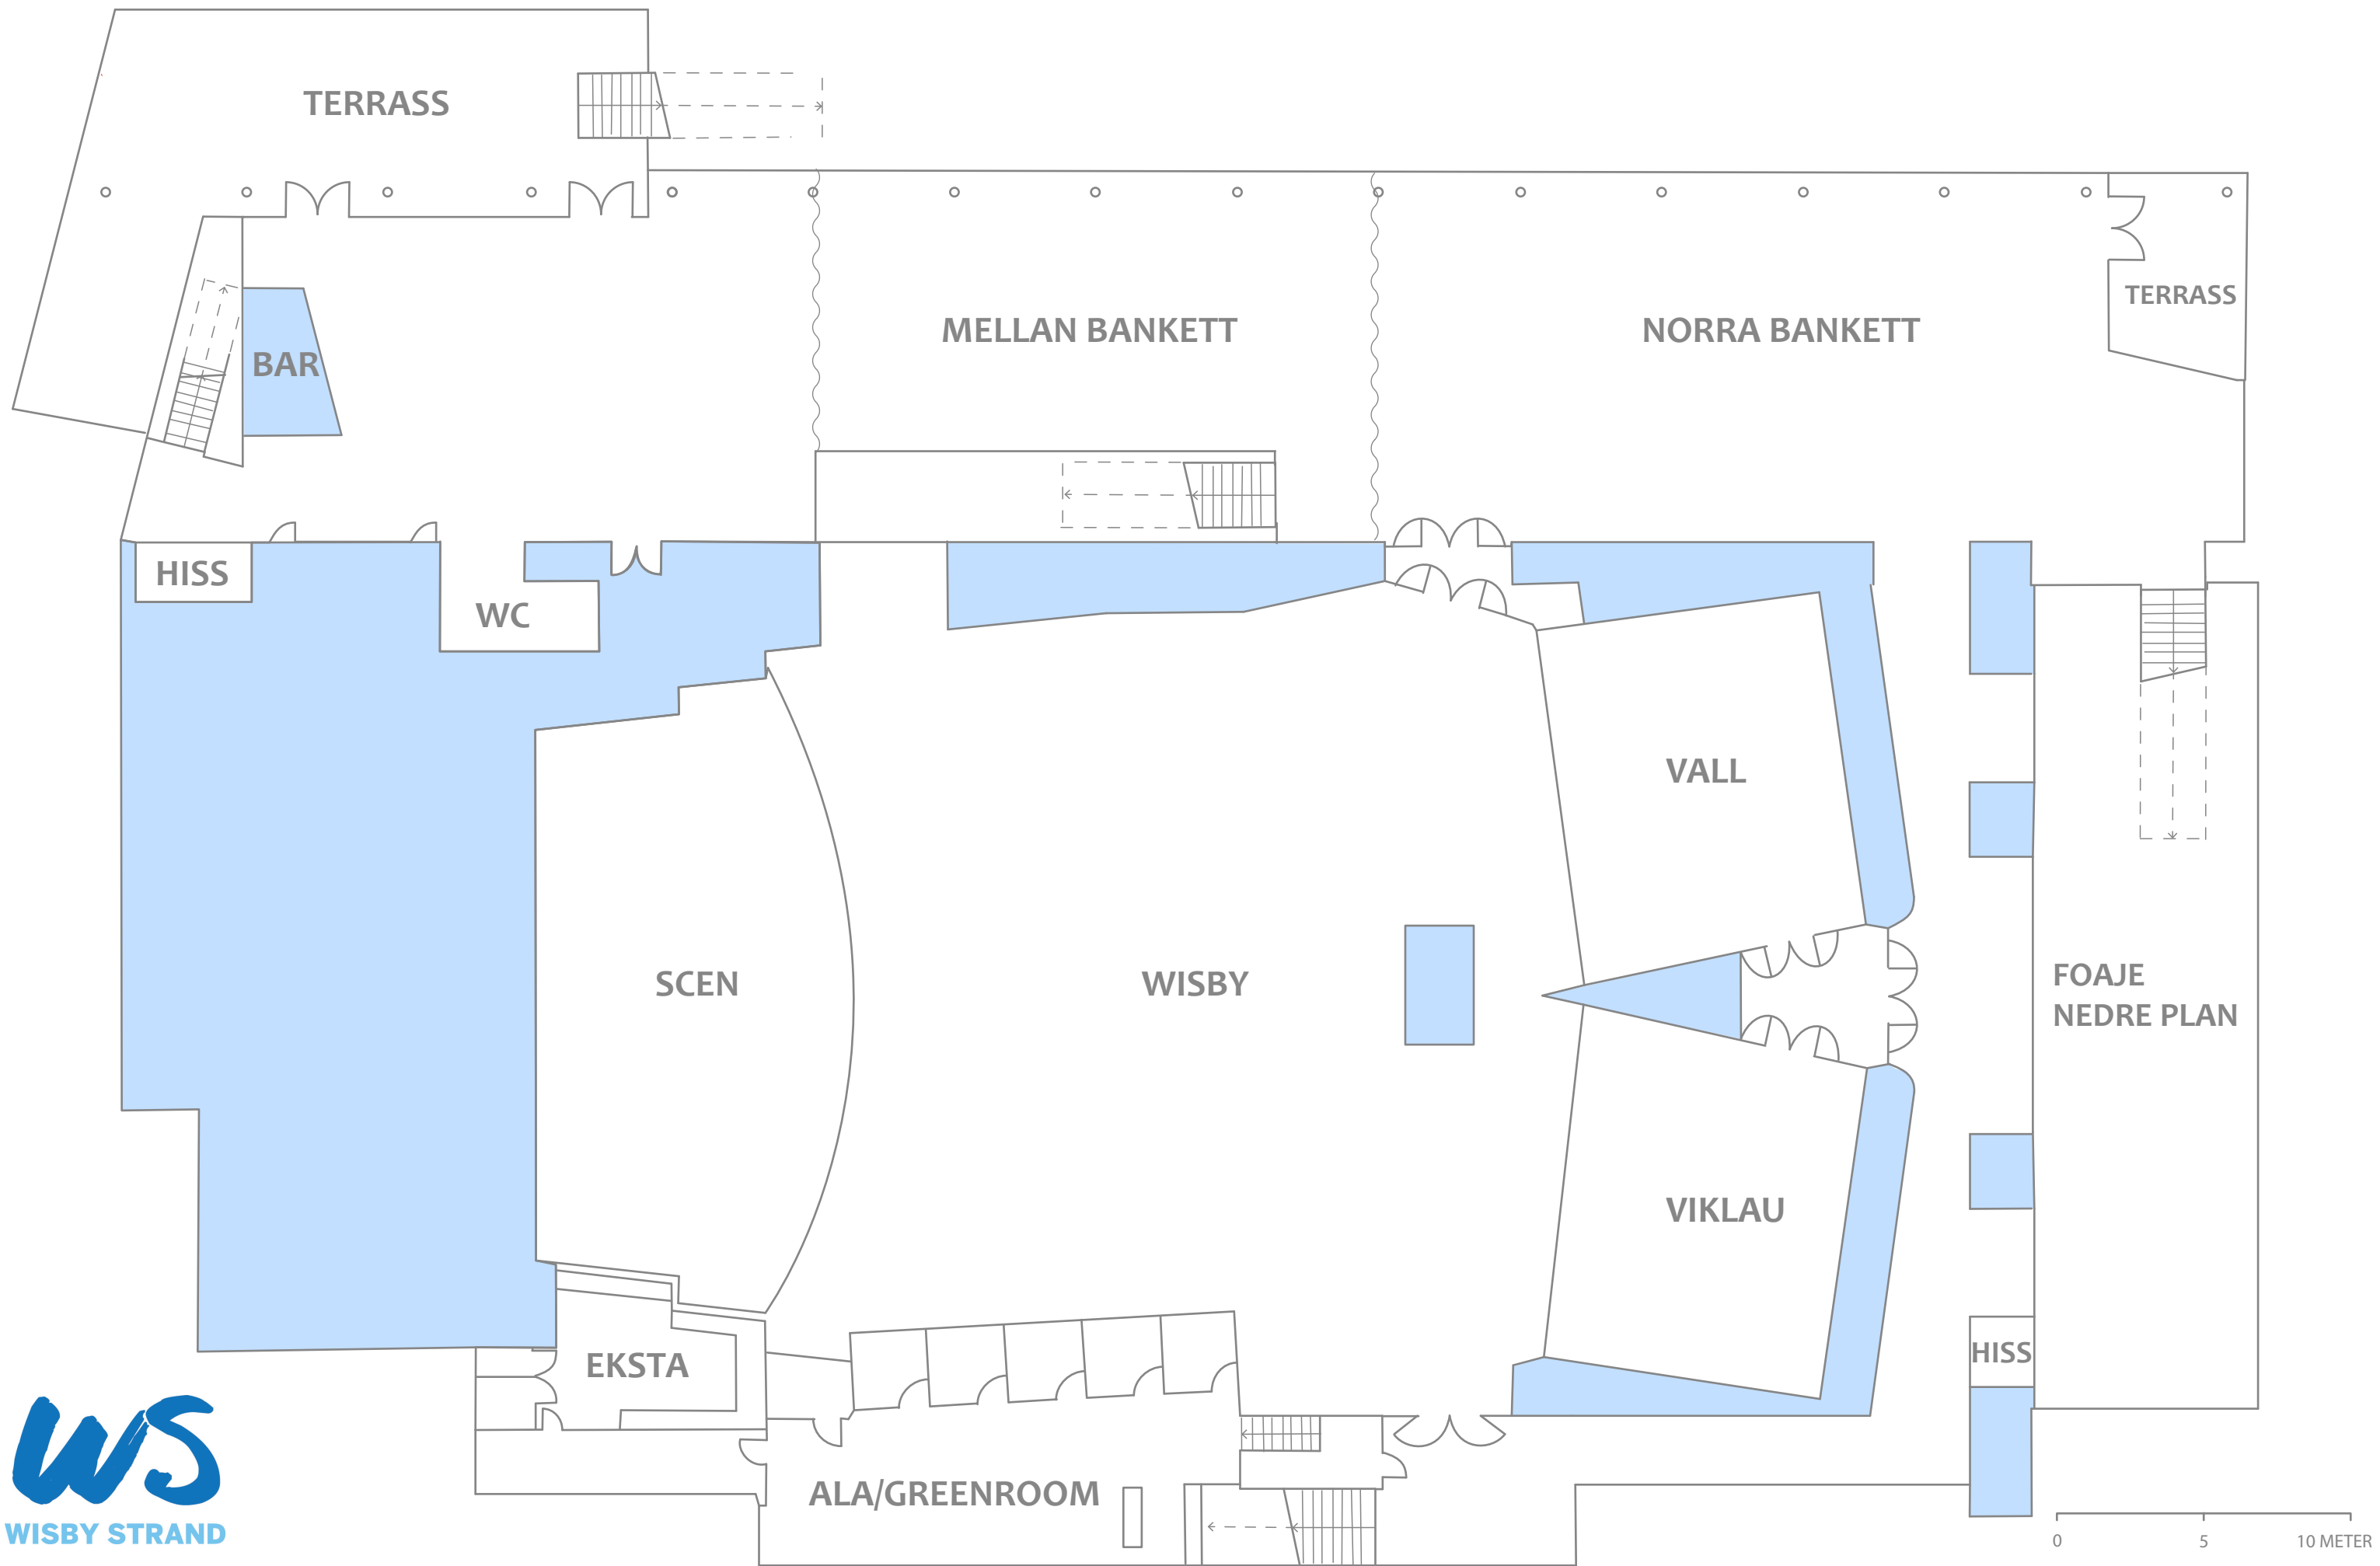 TERRASS
TERRASS
MELLAN BANKETT
NORRA BANKETT
BAR
HISS
WC
VALL
SCEN
WISBY
FOAJE
NEDRE PLAN
VIKLAU
HISS
EKSTA
ALA/GREENROOM
WS
WISBY STRAND
0 5 10 METER